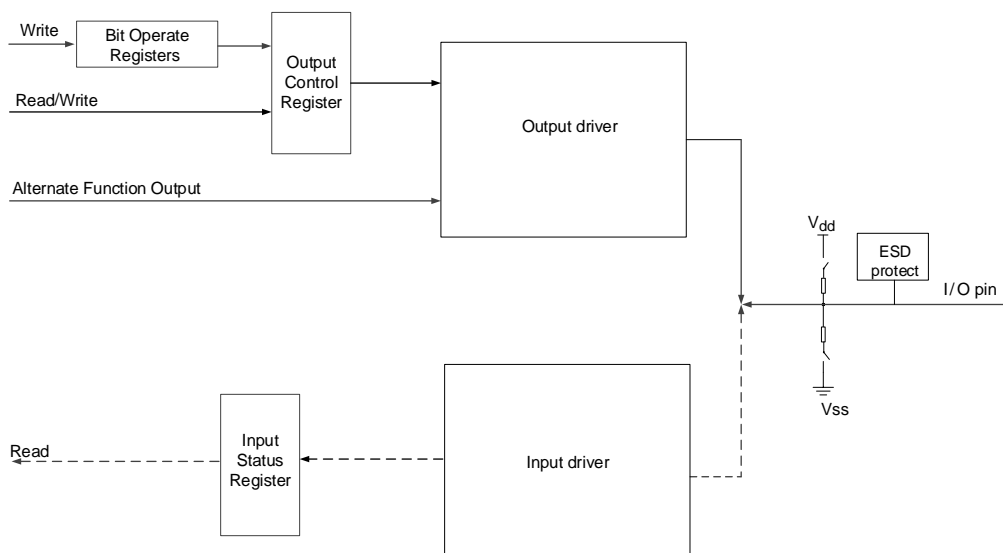 Write
Bit Operate
Registers
Output
Control
Register
Read/Write
Output driver
Alternate Function Output
Vdd
ESD
protect
I/O pin
Vss
Input
Status
Register
Read
Input driver